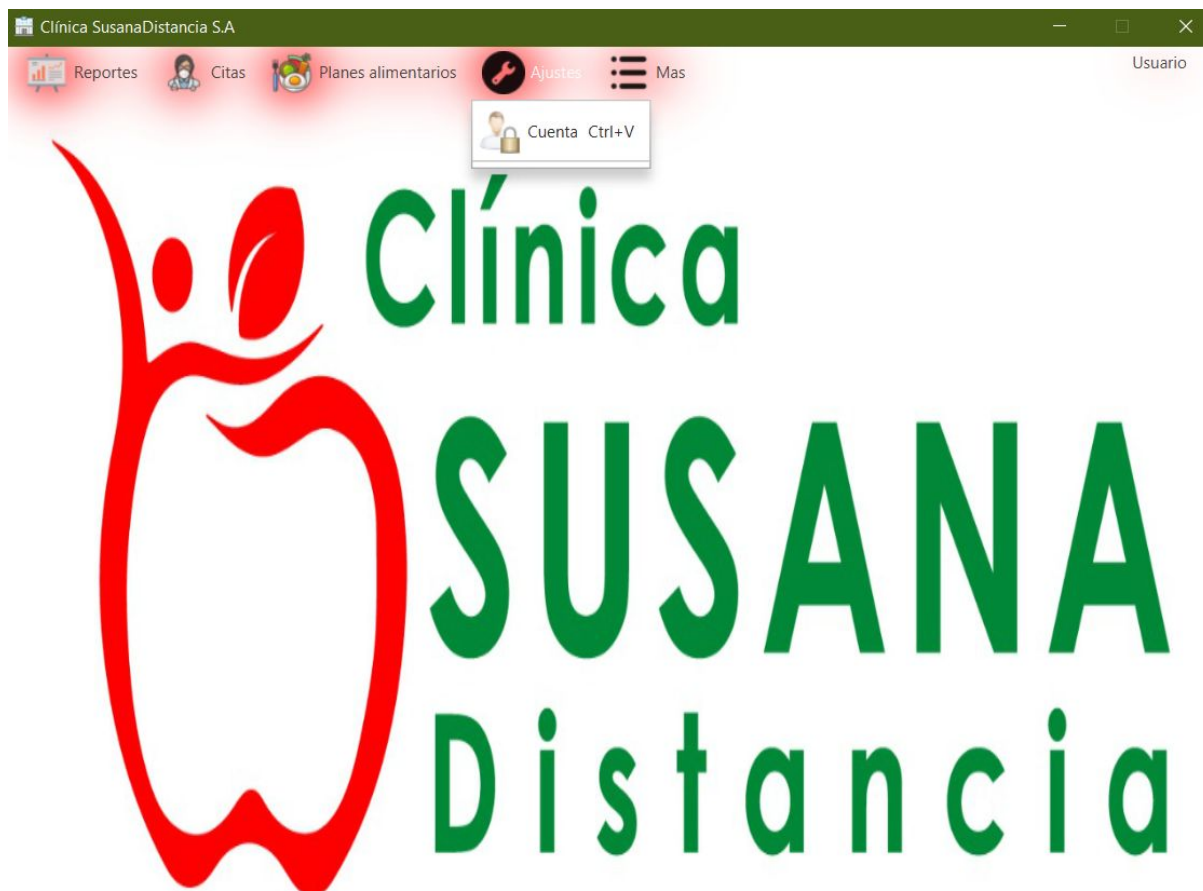 Clínica SusanaDistancia S.A
Reportes Citas Planes alimentarios Ajustes Mas Usuario
Cuenta Ctrl+V
Clínica
SUSANA
Distancia